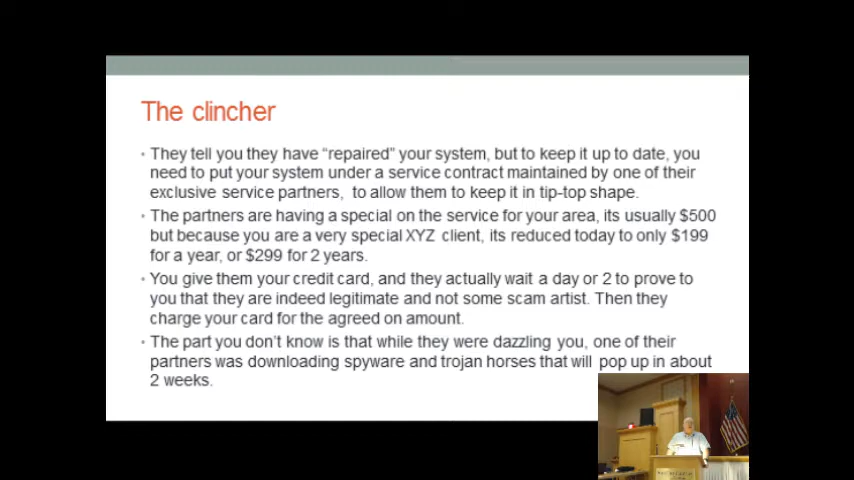 The clincher
• They tell you they have “repaired” your system, but to keep it up to date, you
need to put your system under a service contract maintained by one of their
exclusive service partners, to allow them to keep it in tip-top shape.
• The partners are having a special on the service for your area, its usually $500
but because you are a very special XYZ client, its reduced today to only $199
for a year, or $299 for 2 years.
• You give them your credit card, and they actually wait a day or 2 to prove to
you that they are indeed legitimate and not some scam artist. Then they
charge your card for the agreed on amount.
• The part you don’t know is that while they were dazzling you, one of their
partners was downloading spyware and trojan horses that will pop up in about
2 weeks.